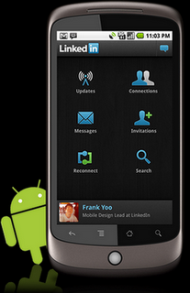 11:03 PM
Linked in
Updates
Connections
Messages
Invitations
Reconnect
Search
Frank Yoo
Mobile Design Lead at LinkedIn